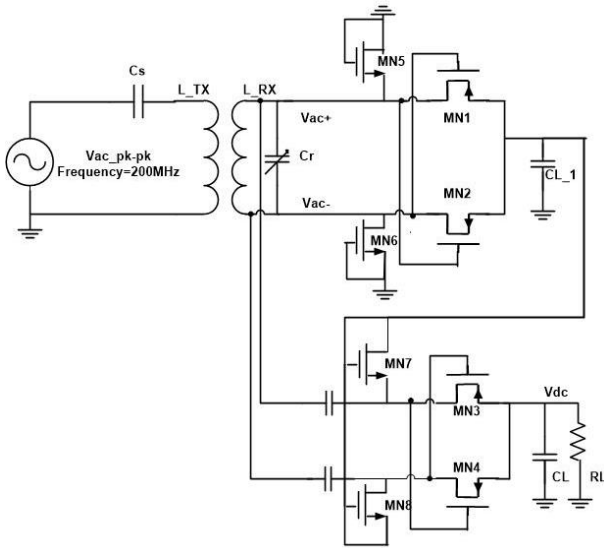 MN5
Cs
L_TX
L_RX
Vac+
MN1
Vac_pk-pk
Frequency=200MHz
Cr
CL_1
MN2
Vac-
MN6
MN7
Vdc
MN3
MN4
CL
RL
MN8